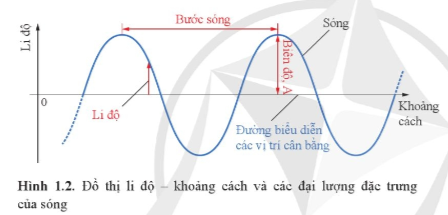 Li độ
Bước sóng
Sóng
Biên độ, A
0
Li độ
Khoảng
cách
Đường biểu diễn
các vị trí cân bằng
Hình 1.2. Đồ thị li độ – khoảng cách và các đại lượng đặc trưng
của sóng